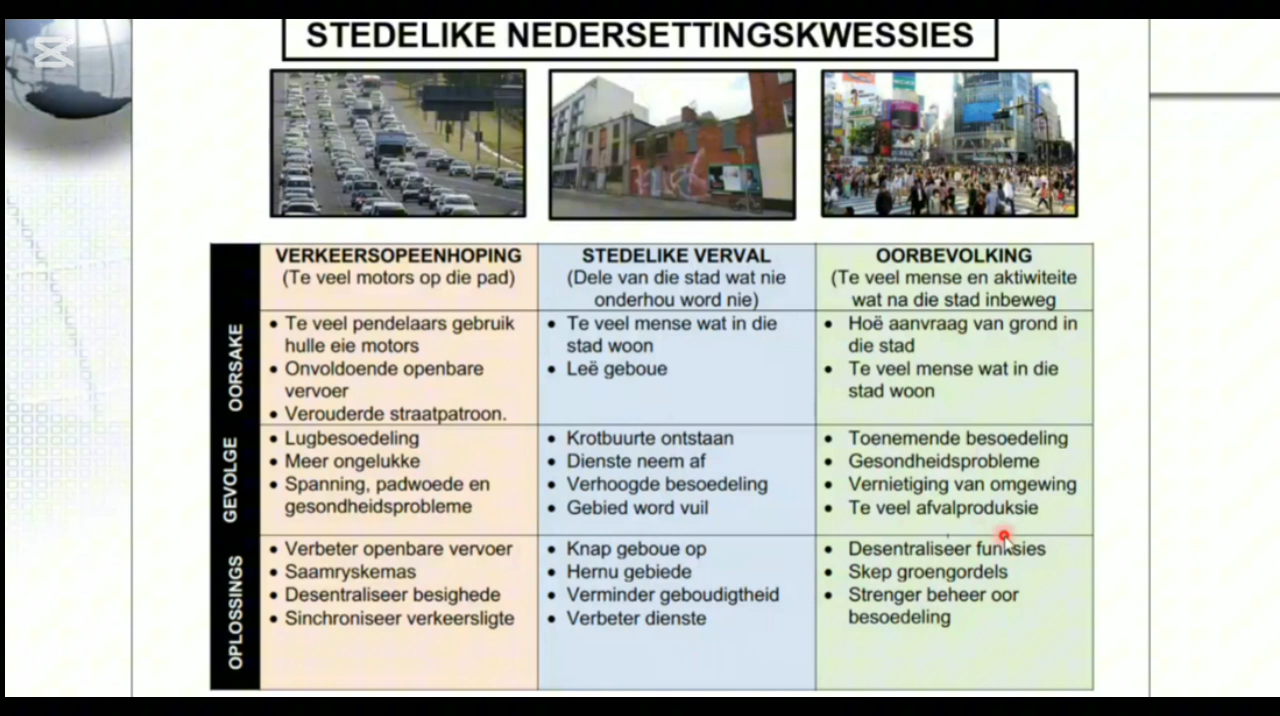 STEDELIKE NEDERSETTINGSKWESSIES
VERKEERSOPEENHOPING
(Te veel motors op die pad)
STEDELIKE VERVAL
(Dele van die stad wat nie
onderhou word nie)
OORBEVOLKING
(Te veel mense en aktiwiteite
wat na die stad inbeweg
OORSAKE
• Te veel pendelaars gebruik
hulle eie motors
• Onvoldoende openbare
vervoer
• Verouderde straatpatroon.
• Te veel mense wat in die
stad woon
• Leë geboue
• Hoë aanvraag van grond in
die stad
• Te veel mense wat in die
stad woon
GEVOLGE
• Lugbesoedeling
• Meer ongelukke
• Spanning, padwoede en
gesondheidsprobleme
• Krotbuurte ontstaan
• Dienste neem af
• Verhoogde besoedeling
• Gebied word vuil
• Toenemende besoedeling
• Gesondheidsprobleme
• Vernietiging van omgewing
• Te veel afvalproduksie
OPLOSSINGS
• Verbeter openbare vervoer
• Saamryskemas
• Desentraliseer besighede
• Sinchroniseer verkeersligte
• Knap geboue op
• Hernu gebiede
• Verminder geboudigtheid
• Verbeter dienste
• Desentraliseer funksies
• Skep groengordels
• Strenger beheer oor
besoedeling